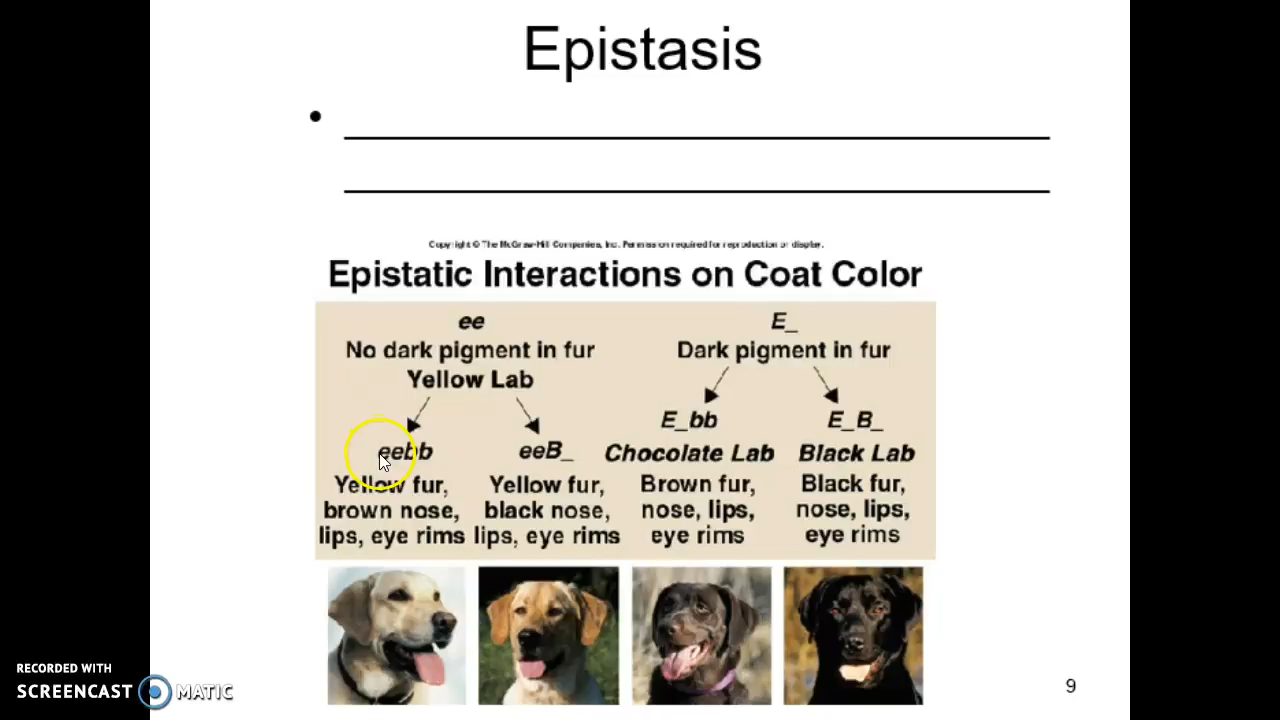 Epistasis
•
Copyright © The McGraw-Hill Companies, Inc. Permission required for reproduction or display.
Epistatic Interactions on Coat Color
ee
No dark pigment in fur
Yellow Lab
eebb
Yellow fur,
brown nose,
lips, eye rims
eeB_
Yellow fur,
black nose,
lips, eye rims
E_
Dark pigment in fur
E_bb
Chocolate Lab
Brown fur,
nose, lips,
eye rims
E_B_
Black Lab
Black fur,
nose, lips,
eye rims
RECORDED WITH
SCREENCAST MATIC
9